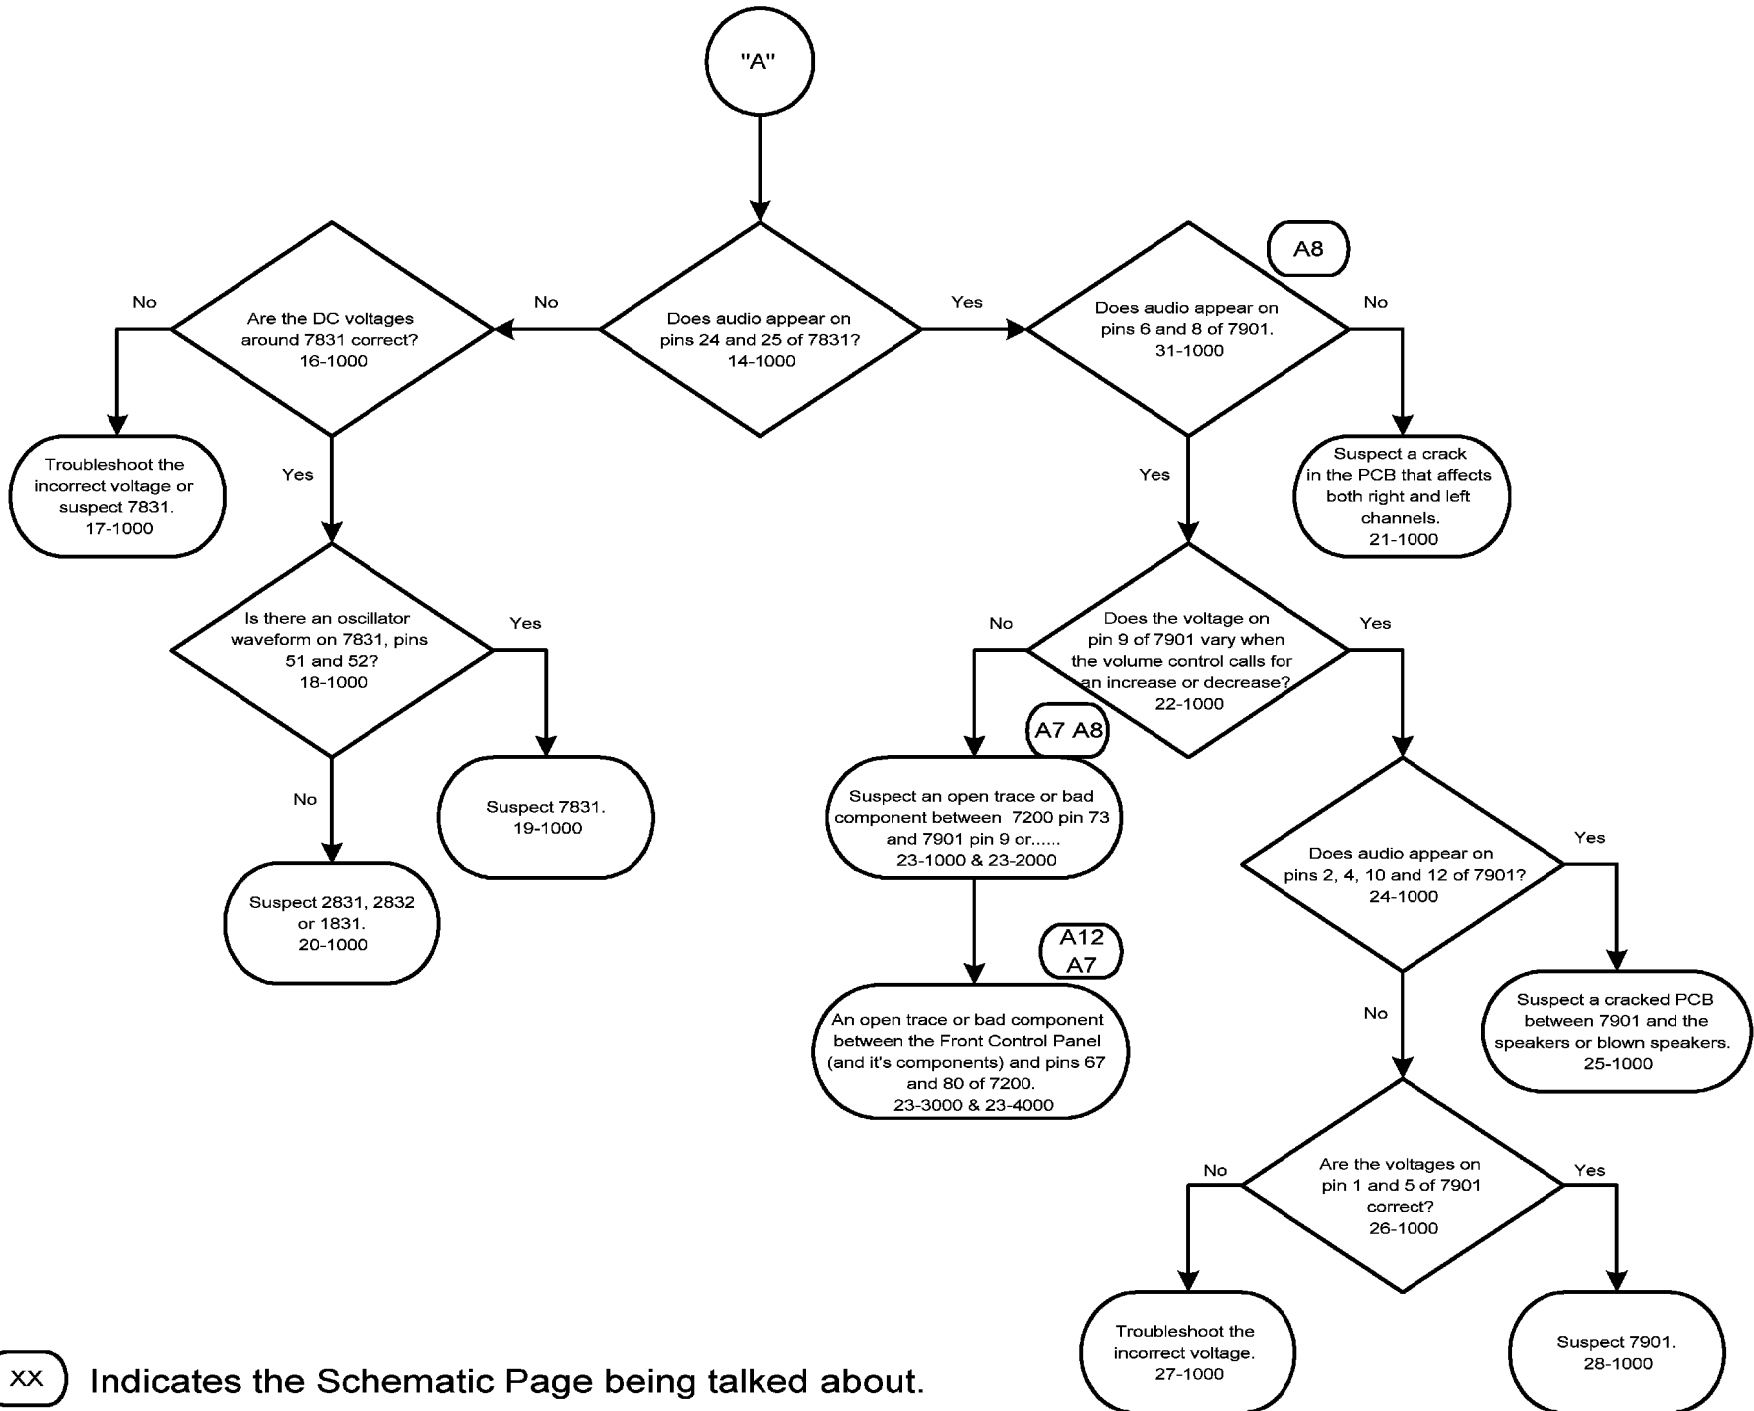 "A"
A8
No
Are the DC voltages
around 7831 correct?
16-1000
No
Does audio appear on
pins 24 and 25 of 7831?
14-1000
Yes
Does audio appear on
pins 6 and 8 of 7901.
31-1000
No
Troubleshoot the
incorrect voltage or
suspect 7831.
17-1000
Yes
Yes
Suspect a crack
in the PCB that affects
both right and left
channels.
21-1000
Is there an oscillator
waveform on 7831, pins
51 and 52?
18-1000
Yes
No
Does the voltage on
pin 9 of 7901 vary when
the volume control calls for
an increase or decrease?
22-1000
Yes
A7 A8
No
Suspect 7831.
19-1000
Suspect an open trace or bad
component between 7200 pin 73
and 7901 pin 9 or......
23-1000 & 23-2000
Does audio appear on
pins 2, 4, 10 and 12 of 7901?
24-1000
Yes
Suspect 2831, 2832
or 1831.
20-1000
A12
A7
An open trace or bad component
between the Front Control Panel
(and it's components) and pins 67
and 80 of 7200.
23-3000 & 23-4000
No
Suspect a cracked PCB
between 7901 and the
speakers or blown speakers.
25-1000
No
Are the voltages on
pin 1 and 5 of 7901
correct?
26-1000
Yes
Troubleshoot the
incorrect voltage.
27-1000
Suspect 7901.
28-1000
XX Indicates the Schematic Page being talked about.